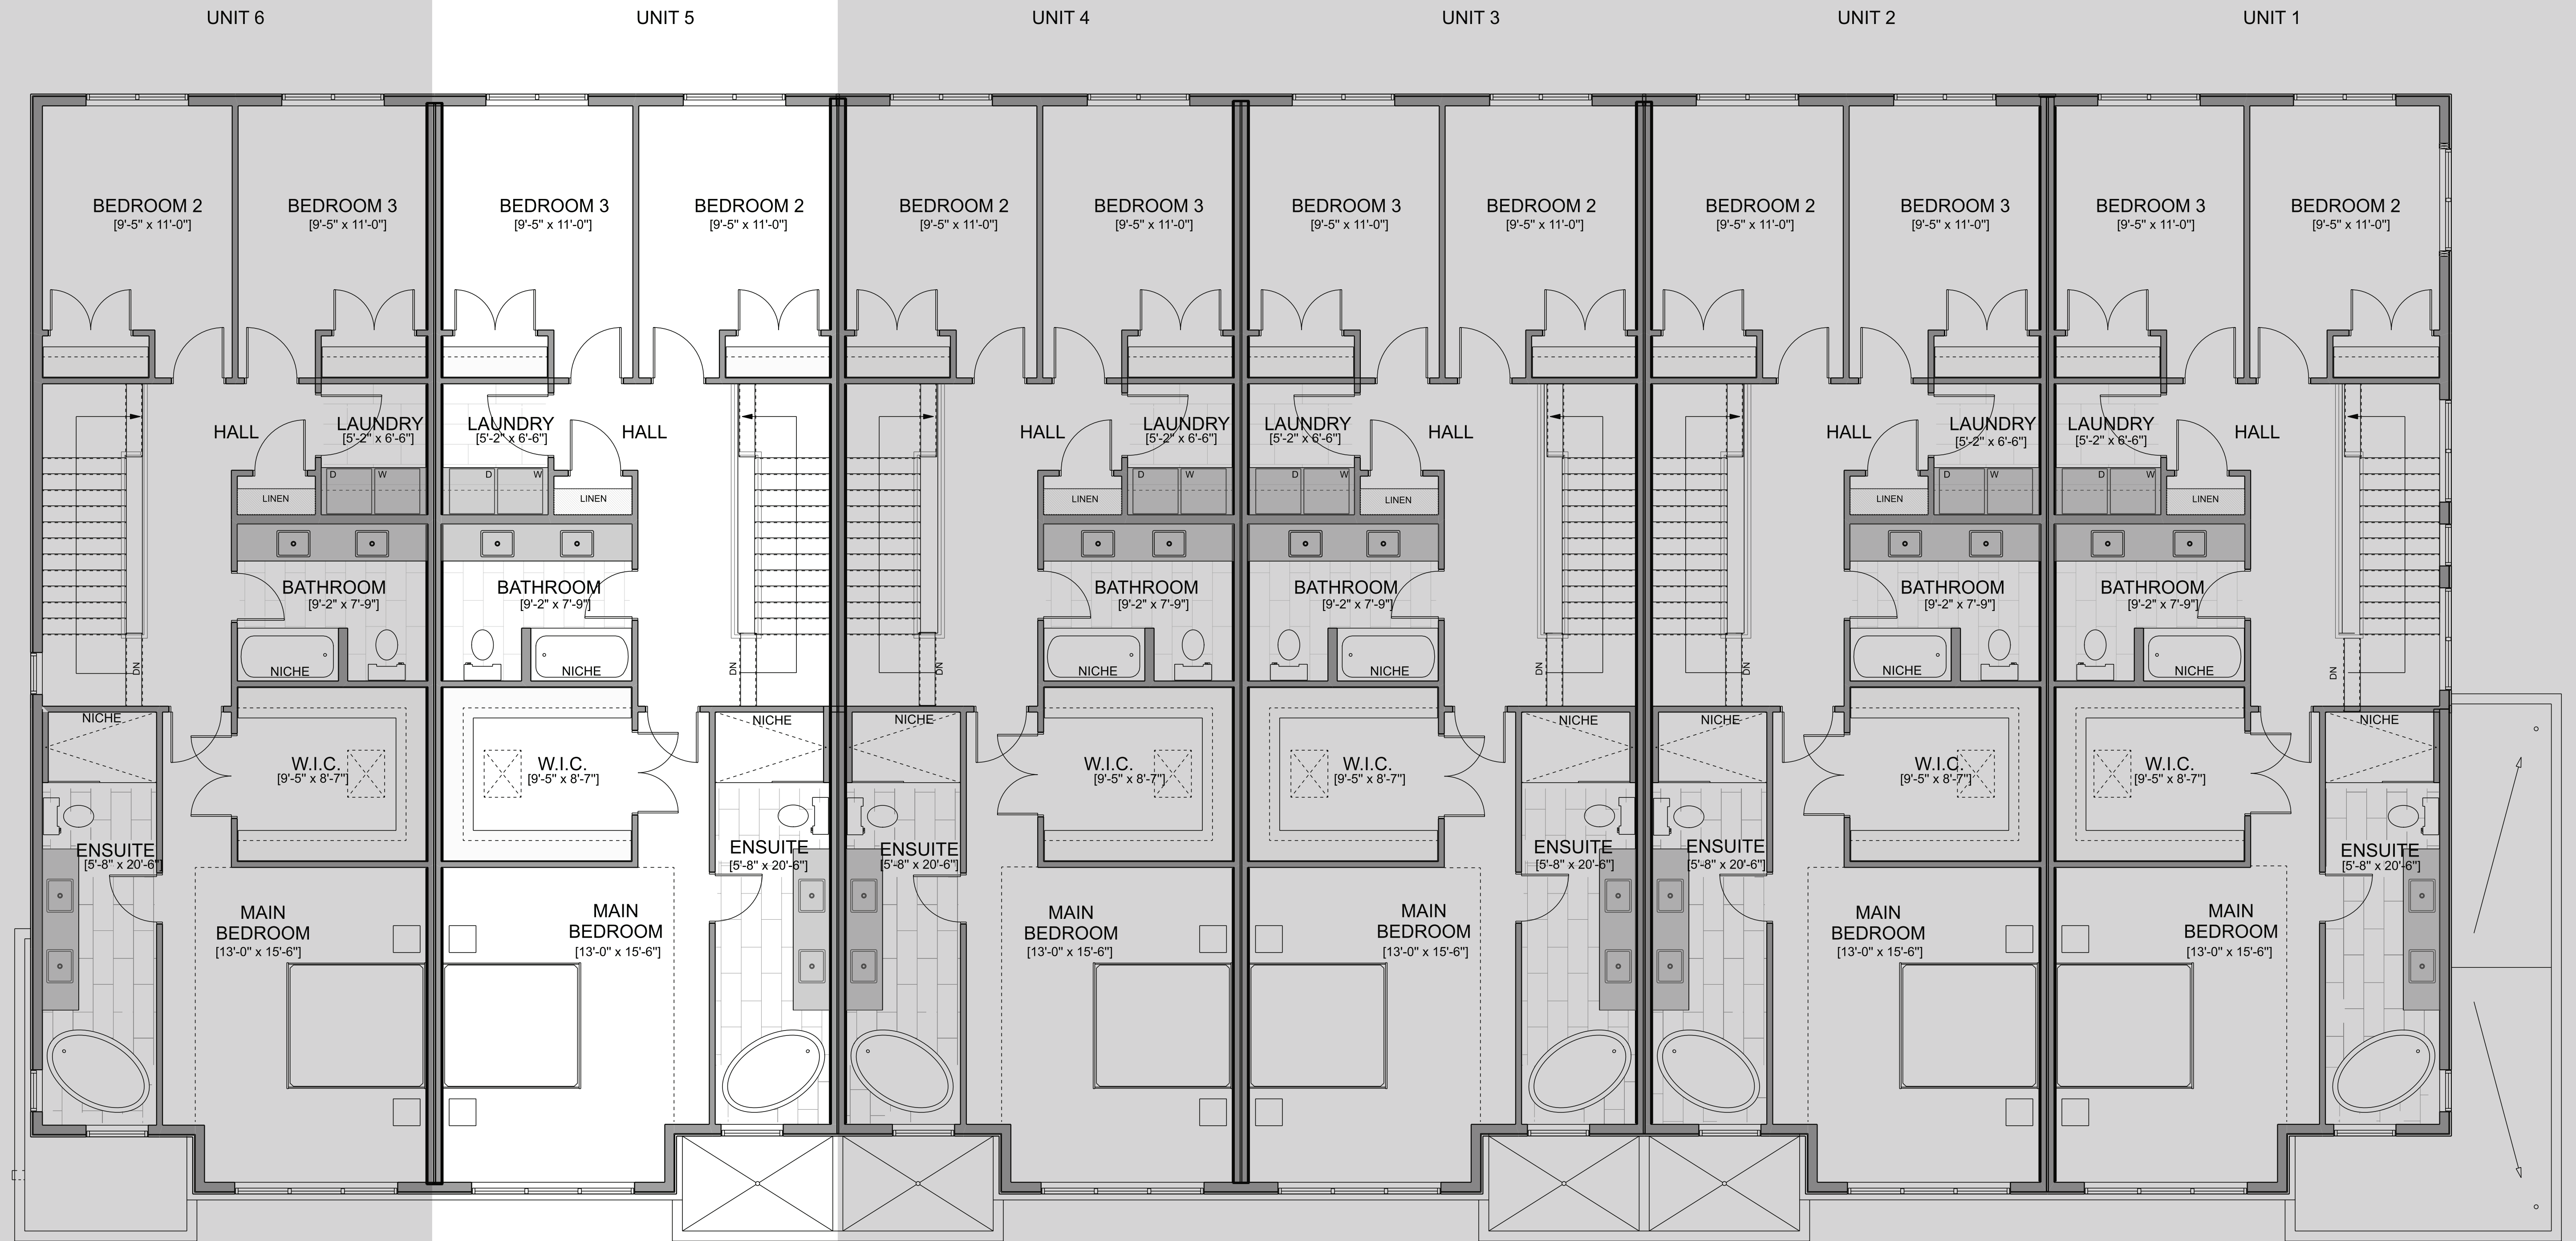 UNIT 6
UNIT 5
UNIT 4
UNIT 3
UNIT 2
UNIT 1
BEDROOM 2
[9'-5" x 11'-0"]
BEDROOM 3
[9'-5" x 11'-0"]
BEDROOM 3
[9'-5" x 11'-0"]
BEDROOM 2
[9'-5" x 11'-0"]
BEDROOM 2
[9'-5" x 11'-0"]
BEDROOM 3
[9'-5" x 11'-0"]
BEDROOM 3
[9'-5" x 11'-0"]
BEDROOM 2
[9'-5" x 11'-0"]
BEDROOM 2
[9'-5" x 11'-0"]
BEDROOM 3
[9'-5" x 11'-0"]
BEDROOM 3
[9'-5" x 11'-0"]
BEDROOM 2
[9'-5" x 11'-0"]
HALL
LAUNDRY
[5'-2" x 6'-6"]
LAUNDRY
[5'-2" x 6'-6"]
HALL
HALL
LAUNDRY
[5'-2" x 6'-6"]
LAUNDRY
[5'-2" x 6'-6"]
HALL
HALL
LAUNDRY
[5'-2" x 6'-6"]
LAUNDRY
[5'-2" x 6'-6"]
HALL
LINEN
D
W
D
W
LINEN
LINEN
D
W
D
W
LINEN
LINEN
D
W
D
W
LINEN
BATHROOM
[9'-2" x 7'-9"]
BATHROOM
[9'-2" x 7'-9"]
BATHROOM
[9'-2" x 7'-9"]
BATHROOM
[9'-2" x 7'-9"]
BATHROOM
[9'-2" x 7'-9"]
BATHROOM
[9'-2" x 7'-9"]
DN
NICHE
NICHE
DN
DN
NICHE
NICHE
DN
DN
NICHE
NICHE
DN
NICHE
NICHE
NICHE
NICHE
NICHE
NICHE
W.I.C.
[9'-5" x 8'-7"]
W.I.C.
[9'-5" x 8'-7"]
W.I.C.
[9'-5" x 8'-7"]
W.I.C.
[9'-5" x 8'-7"]
W.I.C.
[9'-5" x 8'-7"]
W.I.C.
[9'-5" x 8'-7"]
ENSUITE
[5'-8" x 20'-6"]
ENSUITE
[5'-8" x 20'-6"]
ENSUITE
[5'-8" x 20'-6"]
ENSUITE
[5'-8" x 20'-6"]
ENSUITE
[5'-8" x 20'-6"]
ENSUITE
[5'-8" x 20'-6"]
MAIN
BEDROOM
[13'-0" x 15'-6"]
MAIN
BEDROOM
[13'-0" x 15'-6"]
MAIN
BEDROOM
[13'-0" x 15'-6"]
MAIN
BEDROOM
[13'-0" x 15'-6"]
MAIN
BEDROOM
[13'-0" x 15'-6"]
MAIN
BEDROOM
[13'-0" x 15'-6"]